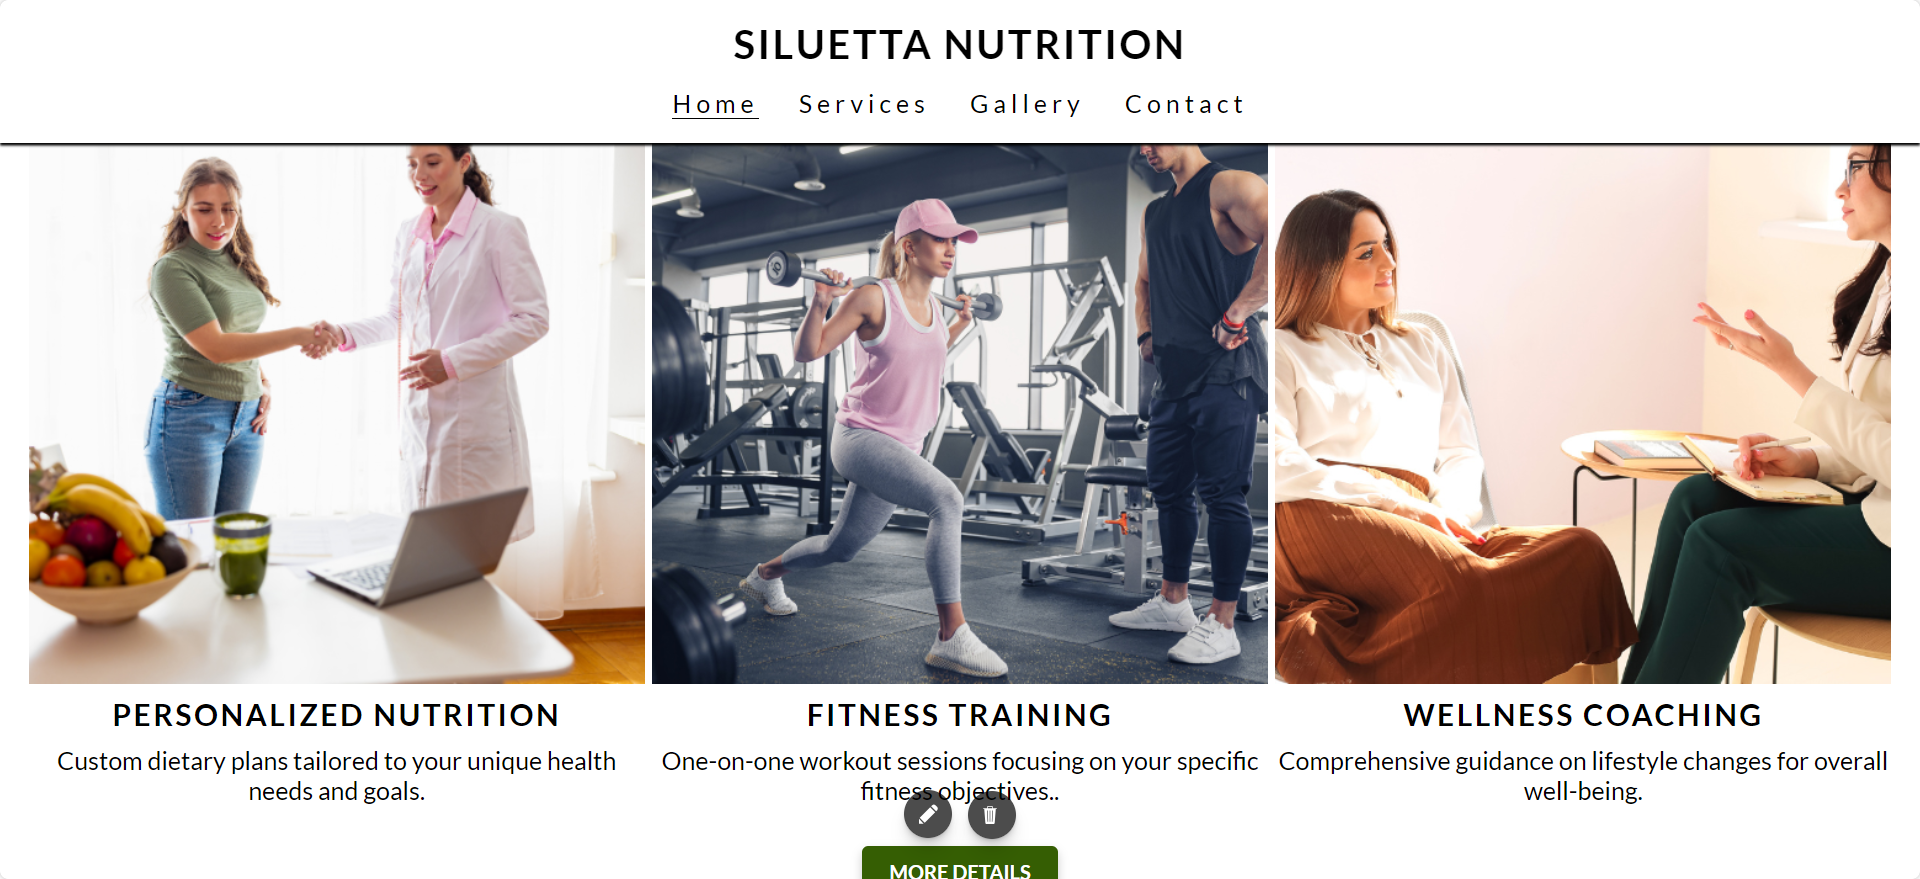 SILUETTA NUTRITION
Home Services Gallery Contact
PERSONALIZED NUTRITION
Custom dietary plans tailored to your unique health
needs and goals.
FITNESS TRAINING
One-on-one workout sessions focusing on your specific
fitness objectives..
WELLNESS COACHING
Comprehensive guidance on lifestyle changes for overall
well-being.
MORE DETAILS